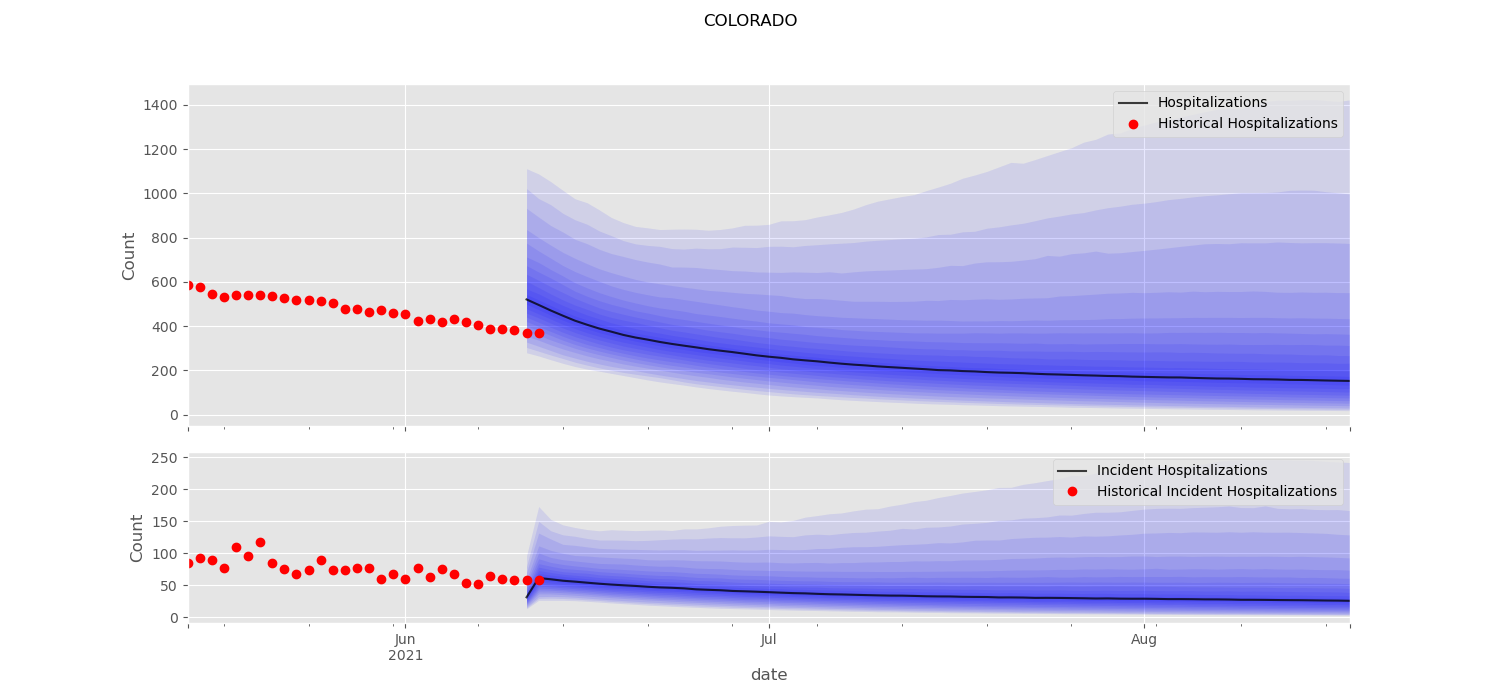 COLORADO
1400
1200
1000
800
600
400
200
0
Count
Hospitalizations
Historical Hospitalizations
250
200
150
100
50
0
Count
Incident Hospitalizations
Historical Incident Hospitalizations
Jun
2021
Jul
Aug
date